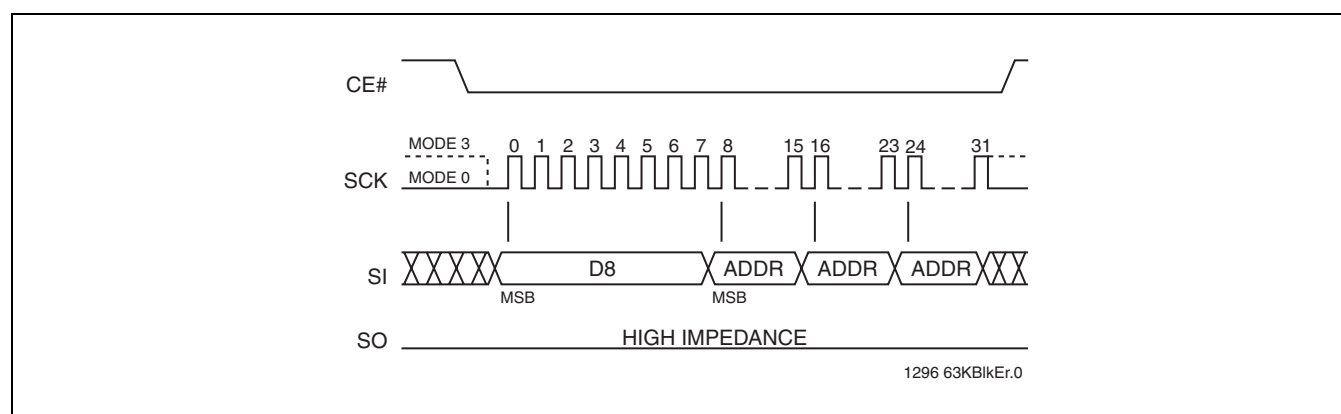 CE#
MODE 3
0 1 2 3 4 5 6 7 8 15 16 23 24 31
SCK
MODE 0
SI
D8
ADDR
ADDR
ADDR
MSB
MSB
SO
HIGH IMPEDANCE
1296 63KBlkEr.0